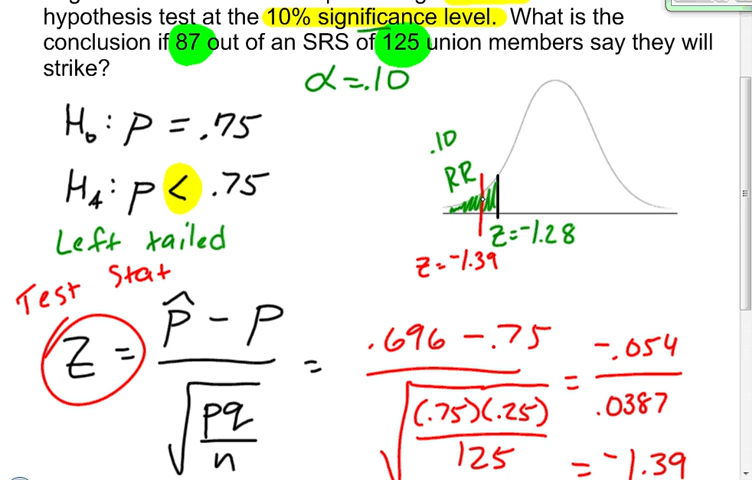 hypothesis test at the 10% significance level. What is the
conclusion if 87 out of an SRS of 125 union members say they will
strike?
α = .10
H₀ : p = .75
H_A : p < .75
Left tailed
.10
RR
Z = -1.28
Z = -1.39
Test Stat
Z = (p̂ - p) / √(pq/n) = (.696 - .75) / √((.75)(.25)/125) = -.054 / .0387
= -1.39